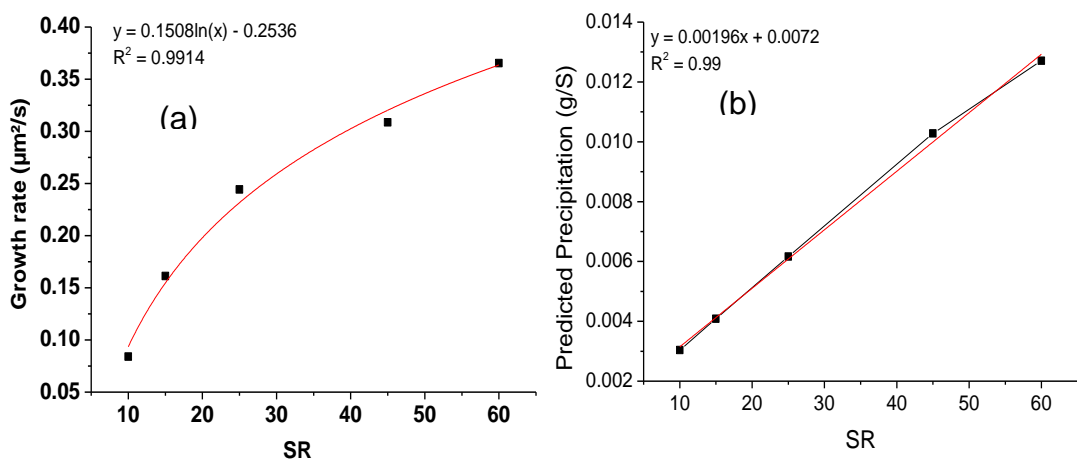 y = 0.1508ln(x) - 0.2536
R² = 0.9914
(a)
Growth rate (µm²/s)
0.40
0.35
0.30
0.25
0.20
0.15
0.10
0.05
10 20 30 40 50 60
SR
y = 0.00196x + 0.0072
R² = 0.99
(b)
Predicted Precipitation (g/S)
0.014
0.012
0.010
0.008
0.006
0.004
0.002
10 20 30 40 50 60
SR